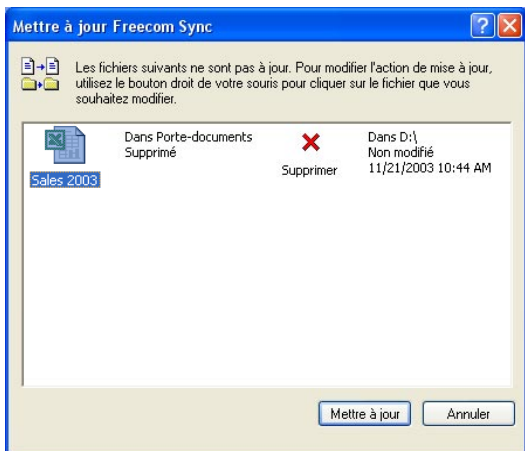 Mettre à jour Freecom Sync
Les fichiers suivants ne sont pas à jour. Pour modifier l'action de mise à jour,
utilisez le bouton droit de votre souris pour cliquer sur le fichier que vous
souhaitez modifier.
Sales 2003
Dans Porte-documents
Supprimé
Supprimer
Dans D:\
Non modifié
11/21/2003 10:44 AM
Mettre à jour
Annuler